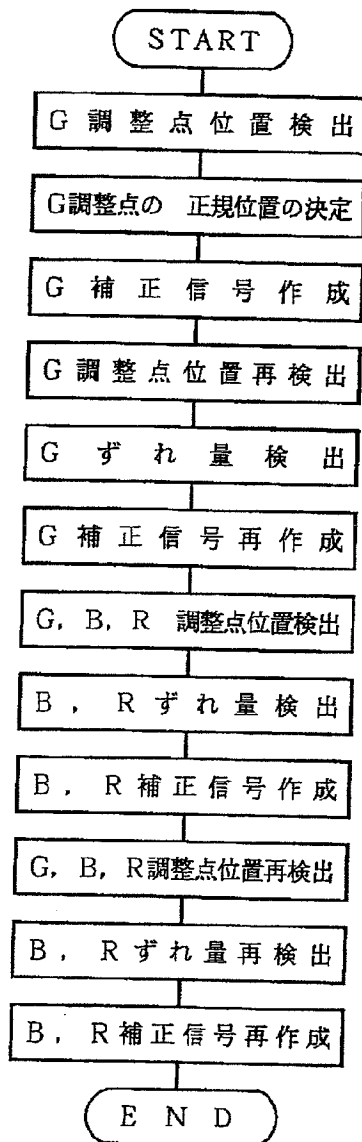 START
G調整点位置検出
G調整点の 正規位置の決定
G補正信号作成
G調整点位置再検出
Gずれ量検出
G補正信号再作成
G, B, R 調整点位置検出
B, Rずれ量検出
B, R補正信号作成
G, B, R調整点位置再検出
B, Rずれ量再検出
B, R補正信号再作成
END